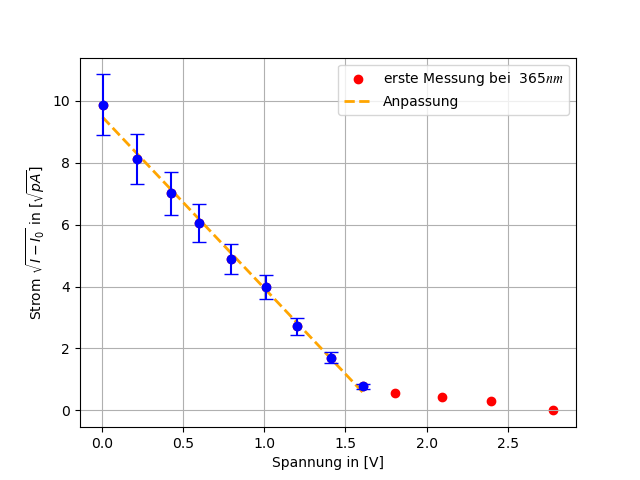 erste Messung bei 365nm
Anpassung
Strom √I − I₀ in [√pA]
10
8
6
4
2
0
0.0 0.5 1.0 1.5 2.0 2.5
Spannung in [V]